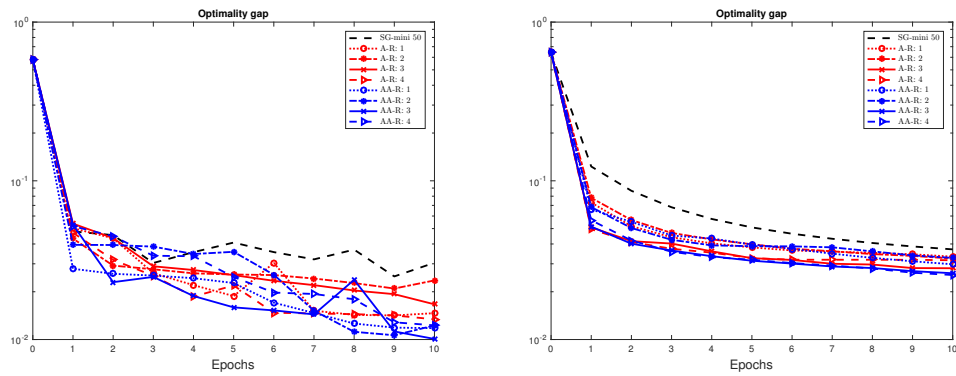 Optimality gap
10^0
10^-1
10^-2
SG-mini 50
A-R: 1
A-R: 2
A-R: 3
A-R: 4
AA-R: 1
AA-R: 2
AA-R: 3
AA-R: 4
0 1 2 3 4 5 6 7 8 9 10
Epochs
Optimality gap
10^0
10^-1
10^-2
SG-mini 50
A-R: 1
A-R: 2
A-R: 3
A-R: 4
AA-R: 1
AA-R: 2
AA-R: 3
AA-R: 4
0 1 2 3 4 5 6 7 8 9 10
Epochs